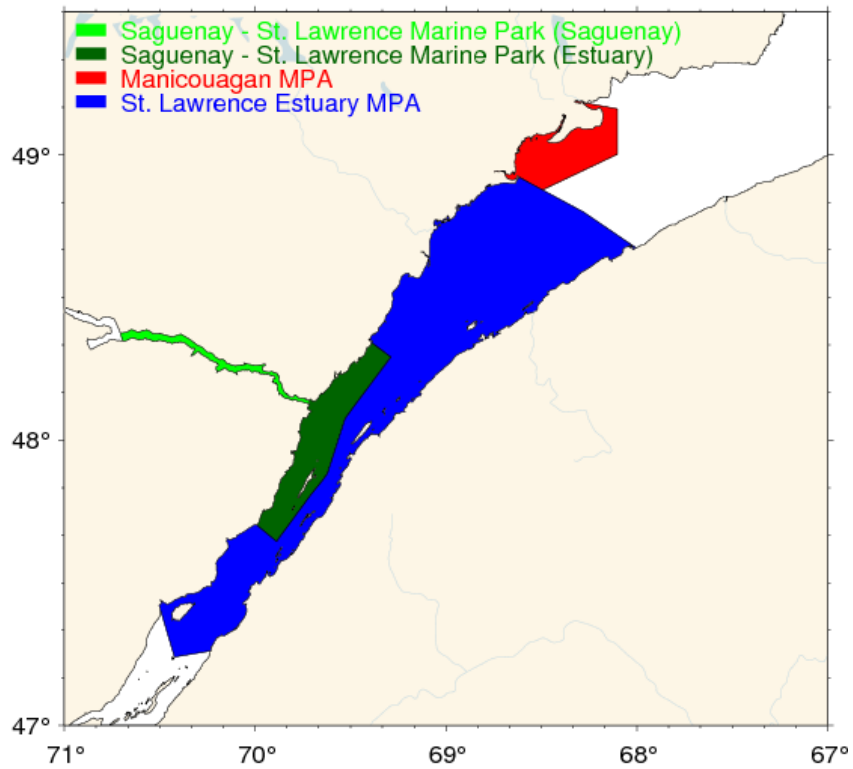 Saguenay - St. Lawrence Marine Park (Saguenay)
Saguenay - St. Lawrence Marine Park (Estuary)
Manicouagan MPA
St. Lawrence Estuary MPA
49°
48°
47°
71° 70° 69° 68° 67°